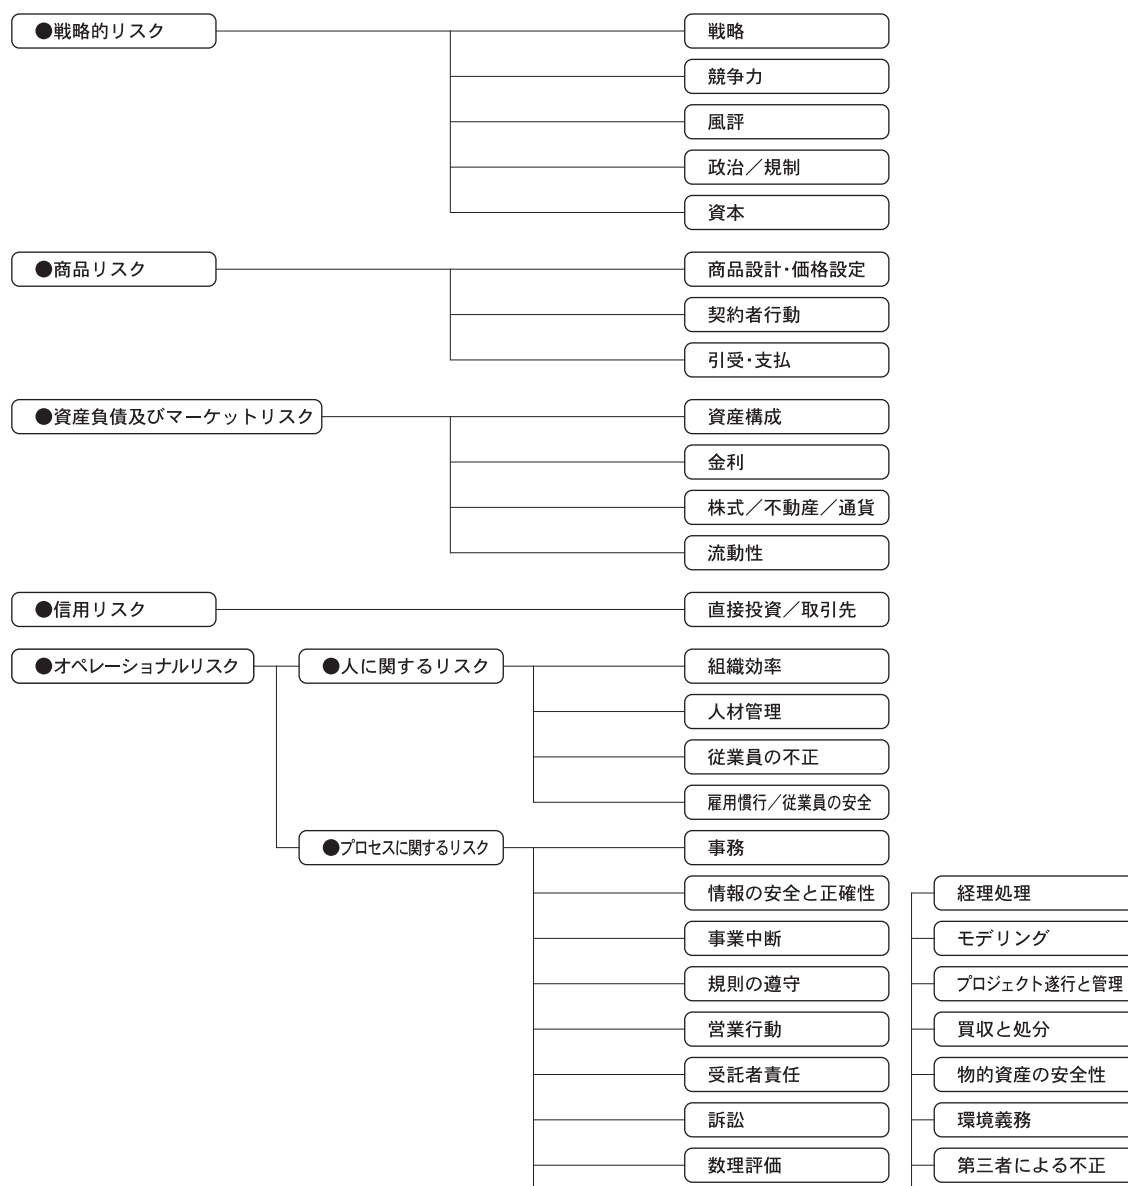 ●戦略的リスク
戦略
競争力
風評
政治／規制
資本
●商品リスク
商品設計・価格設定
契約者行動
引受・支払
●資産負債及びマーケットリスク
資産構成
金利
株式／不動産／通貨
流動性
●信用リスク
直接投資／取引先
●オペレーショナルリスク
●人に関するリスク
組織効率
人材管理
従業員の不正
雇用慣行／従業員の安全
●プロセスに関するリスク
事務
情報の安全と正確性
事業中断
規則の遵守
営業行動
受託者責任
訴訟
数理評価
経理処理
モデリング
プロジェクト遂行と管理
買収と処分
物的資産の安全性
環境義務
第三者による不正